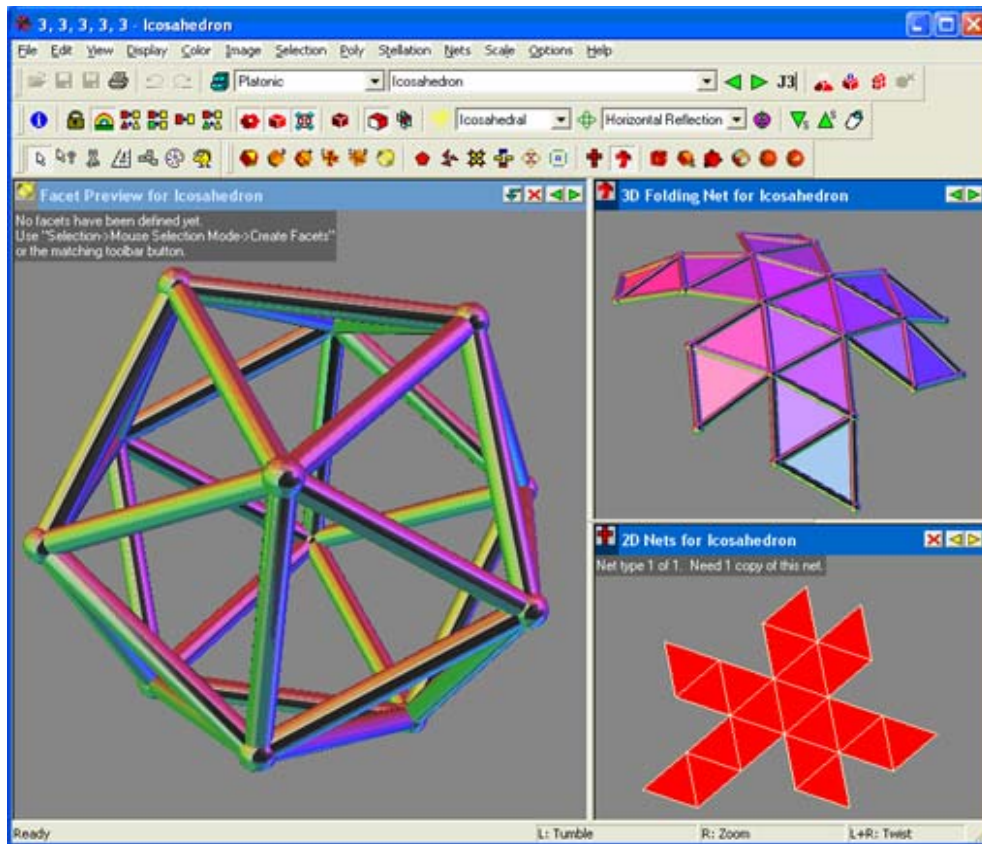 3, 3, 3, 3, 3 - Icosahedron
File Edit View Display Color Image Selection Poly Stellation Nets Scale Options Help
Platonic Icosahedron J3
Icosahedral Horizontal Reflection
Facet Preview for Icosahedron
No facets have been defined yet.
Use "Selection->Mouse Selection Mode->Create Facets"
or the matching toolbar button.
3D Folding Net for Icosahedron
2D Nets for Icosahedron
Net type 1 of 1. Need 1 copy of this net.
Ready L: Tumble R: Zoom L+R: Twist